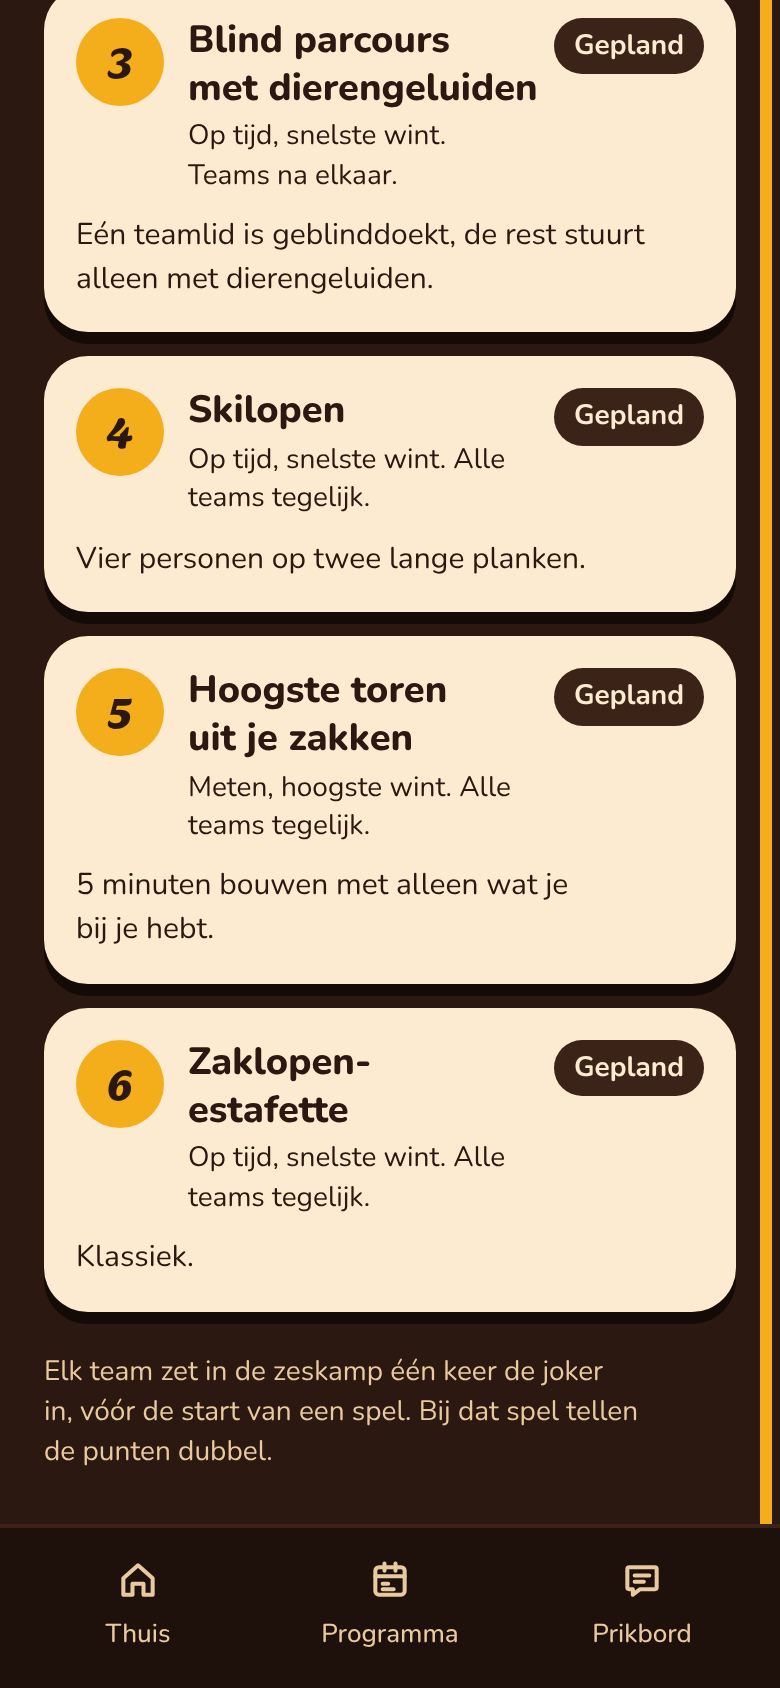 3
Blind parcours
met dierengeluiden
Gepland
Op tijd, snelste wint.
Teams na elkaar.
Eén teamlid is geblinddoekt, de rest stuurt
alleen met dierengeluiden.
4
Skilopen
Gepland
Op tijd, snelste wint. Alle
teams tegelijk.
Vier personen op twee lange planken.
5
Hoogste toren
uit je zakken
Gepland
Meten, hoogste wint. Alle
teams tegelijk.
5 minuten bouwen met alleen wat je
bij je hebt.
6
Zaklopen-
estafette
Gepland
Op tijd, snelste wint. Alle
teams tegelijk.
Klassiek.
Elk team zet in de zeskamp één keer de joker
in, vóór de start van een spel. Bij dat spel tellen
de punten dubbel.
Thuis
Programma
Prikbord